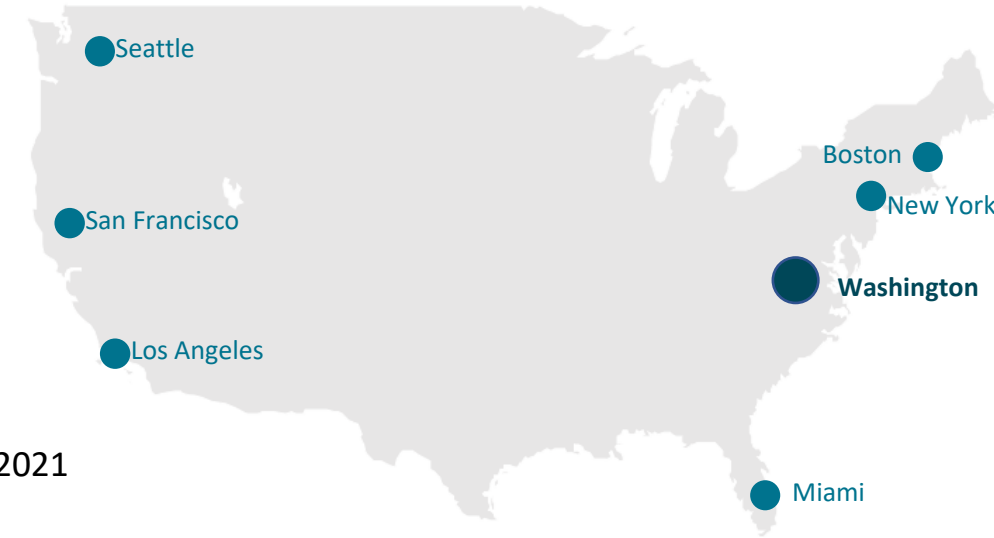 Seattle
Boston
New York
San Francisco
Washington
Los Angeles
2021
Miami